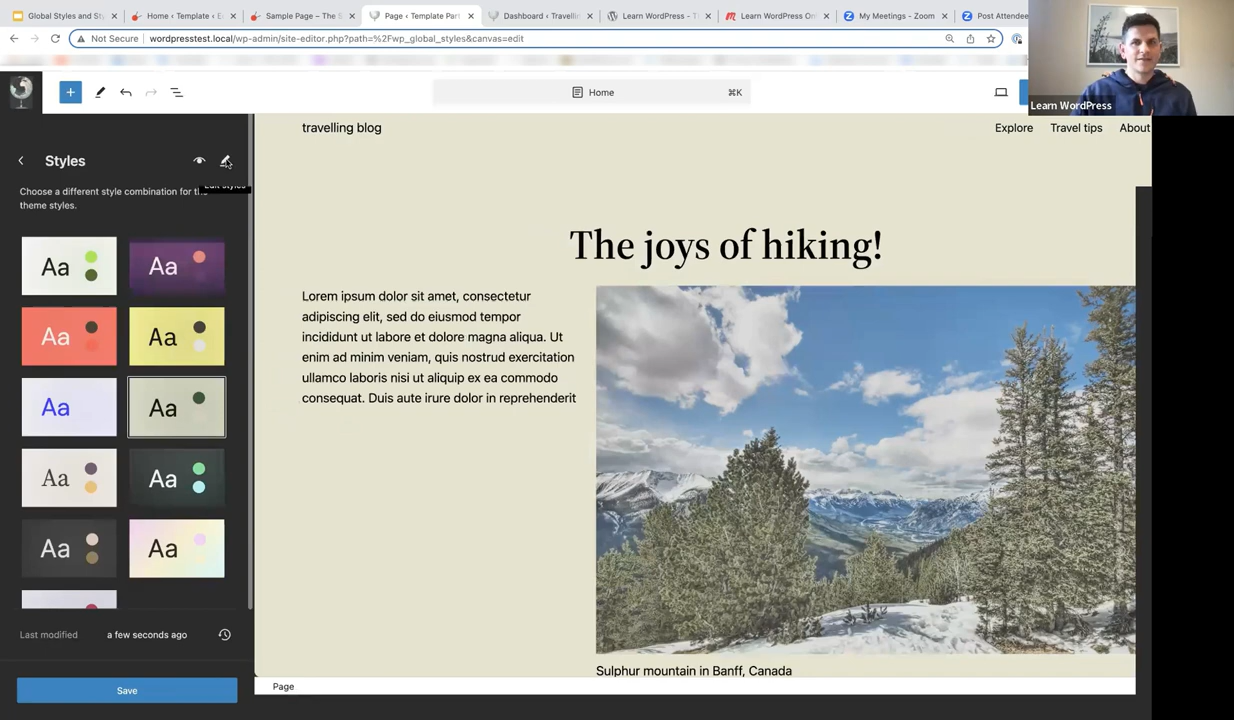 Global Styles and Sty
Home ‹ Template ‹ E
Sample Page – The S
Page ‹ Template Part
Dashboard ‹ Travellin
Learn WordPress – T
Learn WordPress On
My Meetings - Zoom
Post Attendee
Not Secure
wordpresstest.local/wp-admin/site-editor.php?path=%2Fwp_global_styles&canvas=edit
Home
⌘K
Learn WordPress
travelling blog
Explore
Travel tips
About
Styles
Edit styles
Choose a different style combination for the
theme styles.
Aa
Aa
Aa
Aa
Aa
Aa
Aa
Aa
Aa
Aa
The joys of hiking!
Lorem ipsum dolor sit amet, consectetur
adipiscing elit, sed do eiusmod tempor
incididunt ut labore et dolore magna aliqua. Ut
enim ad minim veniam, quis nostrud exercitation
ullamco laboris nisi ut aliquip ex ea commodo
consequat. Duis aute irure dolor in reprehenderit
Sulphur mountain in Banff, Canada
Last modified
a few seconds ago
Save
Page